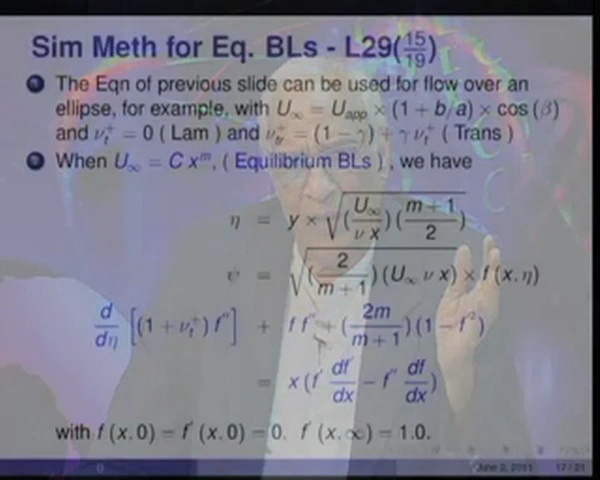 Sim Meth for Eq. BLs - L29(15/19)
The Eqn of previous slide can be used for flow over an
ellipse, for example, with U∞ = Uapp × (1 + b/a) × cos (β)
and ν_t^+ = 0 ( Lam ) and ν_tr^+ = (1 − γ) + γ ν_t^+ ( Trans )
When U∞ = C x^m, ( Equilibrium BLs ) , we have
η = y × √((U∞/(ν x)) ((m + 1)/2))
ψ = √((2/(m + 1)) (U∞ ν x)) × f (x, η)
d/dη [(1 + ν_t^+) f''] + f f'' + (2m/(m + 1)) (1 − f'^2)
= x (f' df'/dx − f'' df/dx)
with f (x, 0) = f' (x, 0) = 0, f' (x, ∞) = 1.0.
June 2, 2011 17 / 21